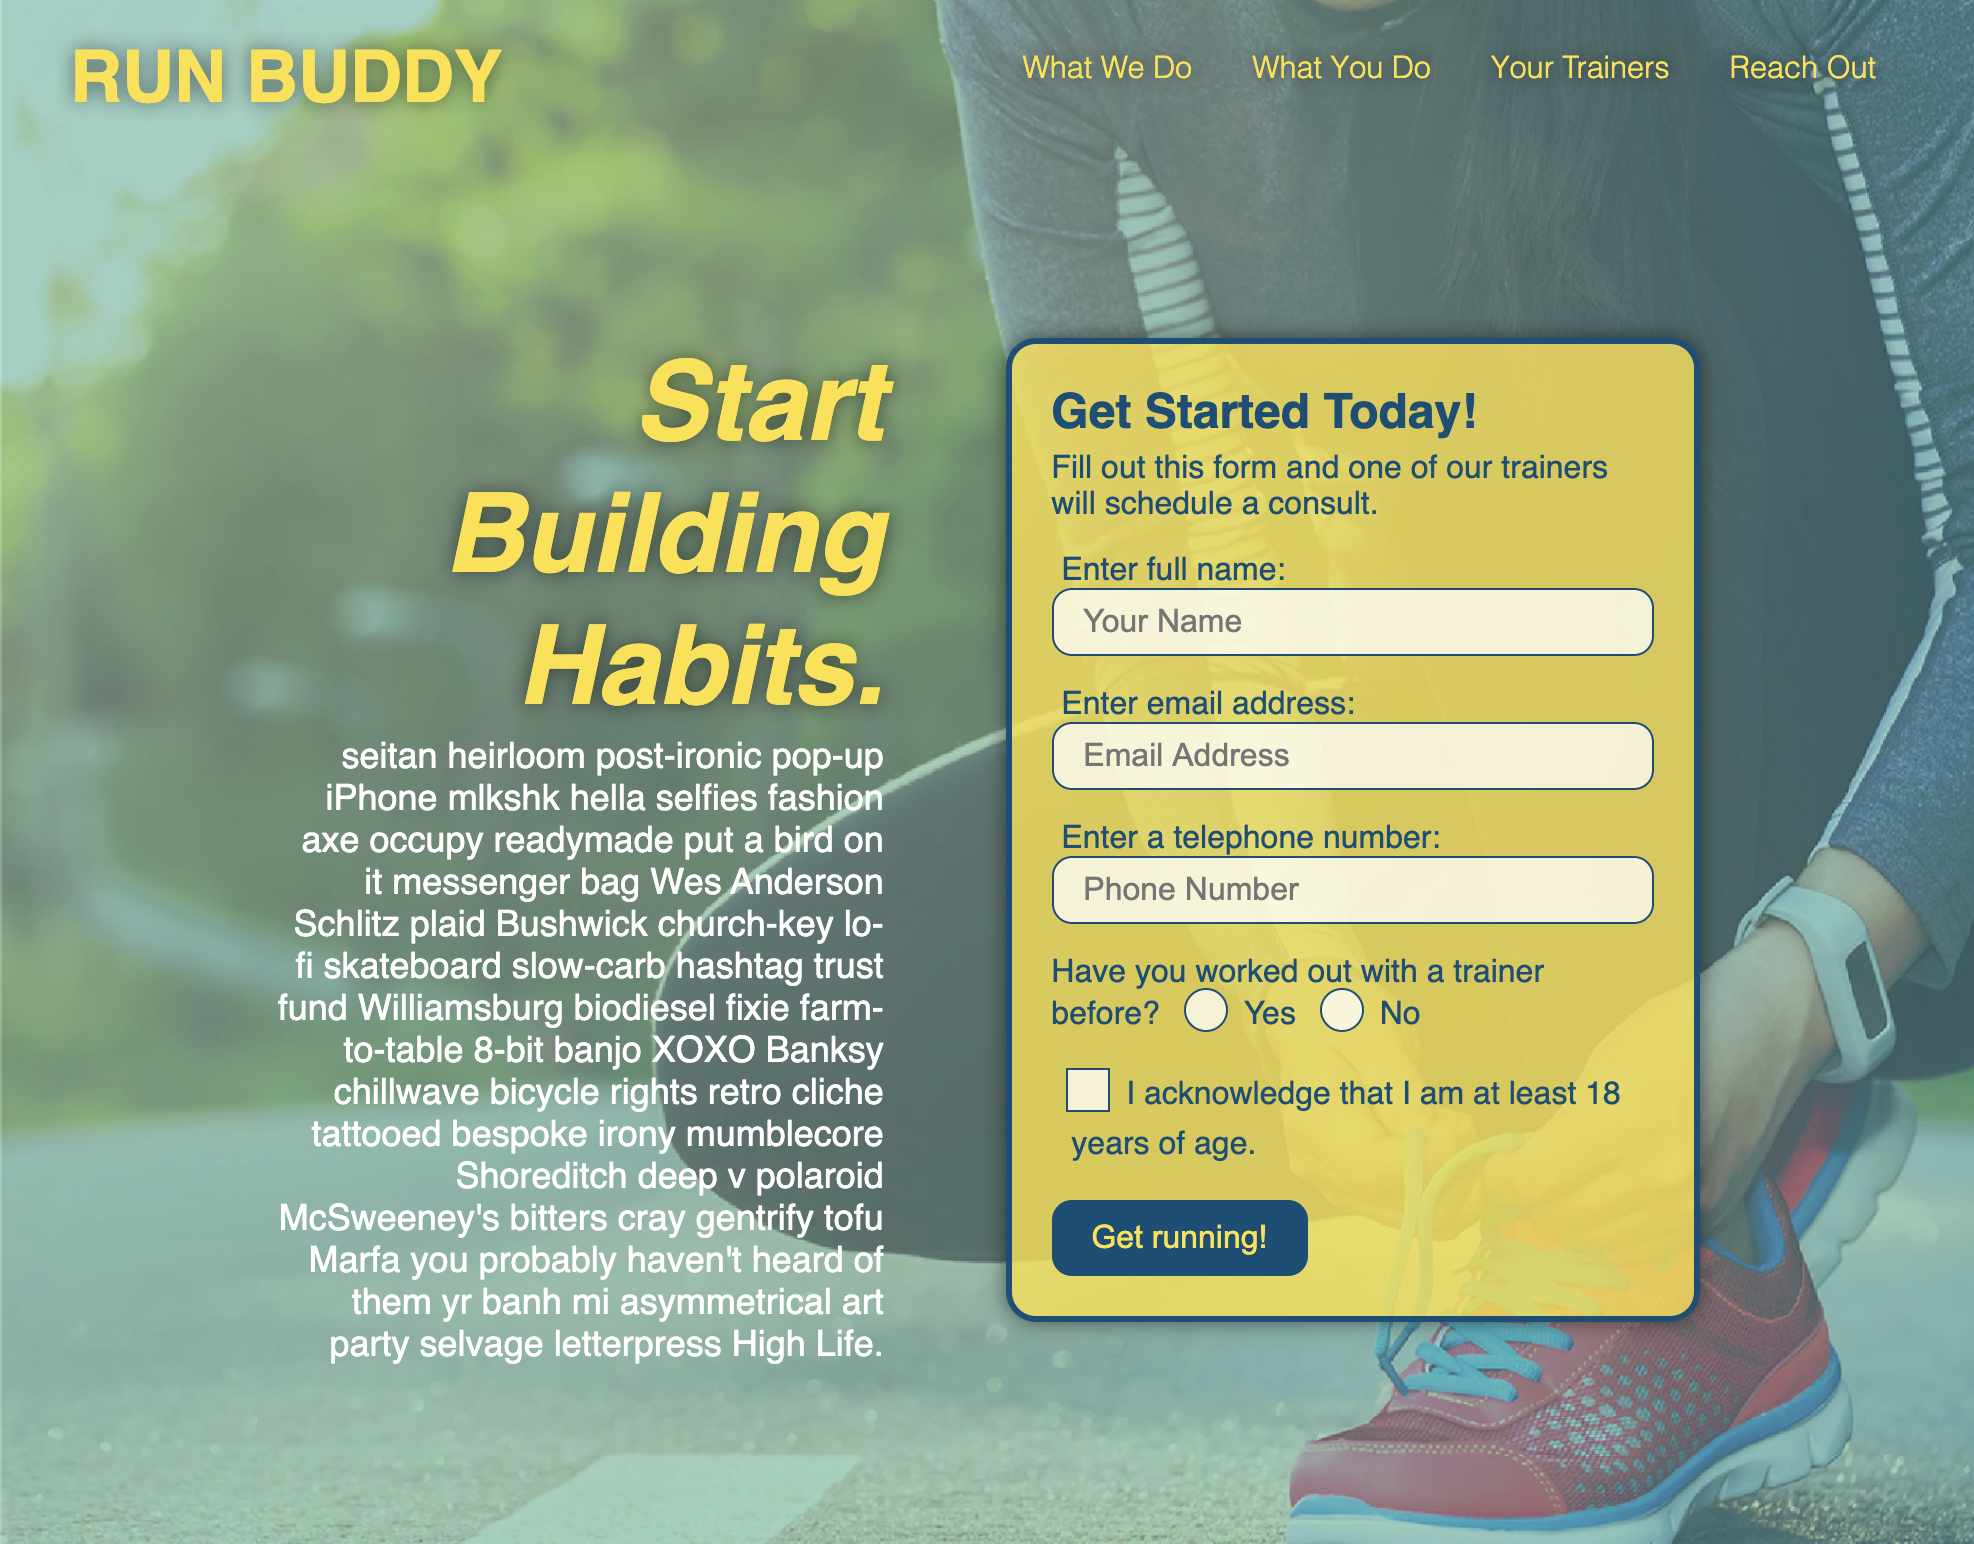 RUN BUDDY
What We Do
What You Do
Your Trainers
Reach Out
Start
Building
Habits.
seitan heirloom post-ironic pop-up
iPhone mlkshk hella selfies fashion
axe occupy readymade put a bird on
it messenger bag Wes Anderson
Schlitz plaid Bushwick church-key lo-
fi skateboard slow-carb hashtag trust
fund Williamsburg biodiesel fixie farm-
to-table 8-bit banjo XOXO Banksy
chillwave bicycle rights retro cliche
tattooed bespoke irony mumblecore
Shoreditch deep v polaroid
McSweeney's bitters cray gentrify tofu
Marfa you probably haven't heard of
them yr banh mi asymmetrical art
party selvage letterpress High Life.
Get Started Today!
Fill out this form and one of our trainers
will schedule a consult.
Enter full name:
Your Name
Enter email address:
Email Address
Enter a telephone number:
Phone Number
Have you worked out with a trainer
before? Yes No
I acknowledge that I am at least 18
years of age.
Get running!